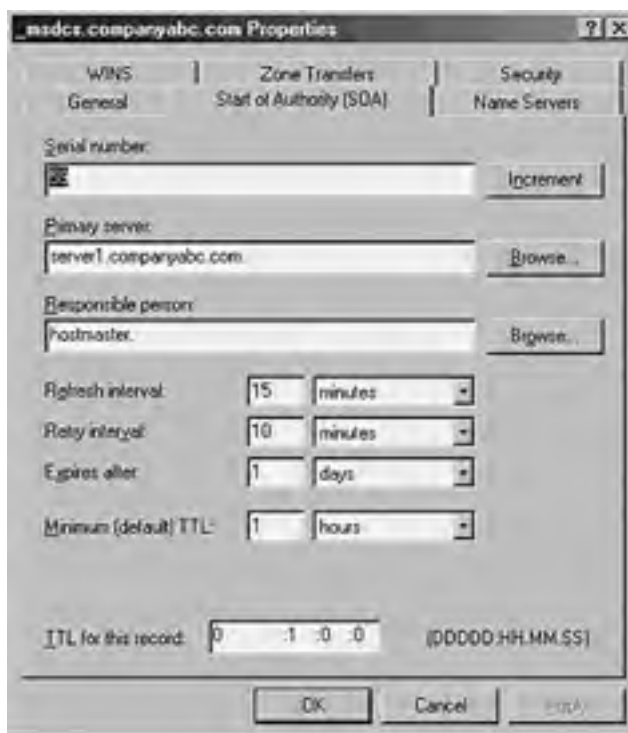 _msdcs.companyabc.com Properties
WINS Zone Transfers Security
General Start of Authority (SOA) Name Servers
Serial number:
Increment
Primary server:
server1.companyabc.com. Browse...
Responsible person:
hostmaster. Browse...
Refresh interval: 15 minutes
Retry interval: 10 minutes
Expires after: 1 days
Minimum (default) TTL: 1 hours
TTL for this record: 0 :1 :0 :0 (DDDDD:HH.MM.SS)
OK Cancel Apply